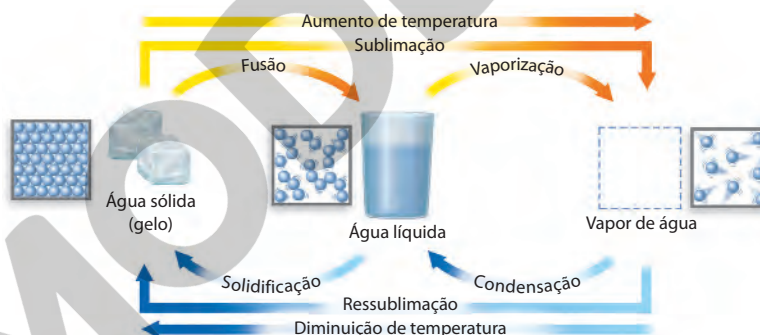 Aumento de temperatura
Sublimação
Fusão
Vaporização
Água sólida
(gelo)
Água líquida
Vapor de água
Solidificação
Condensação
Ressublimação
Diminuição de temperatura